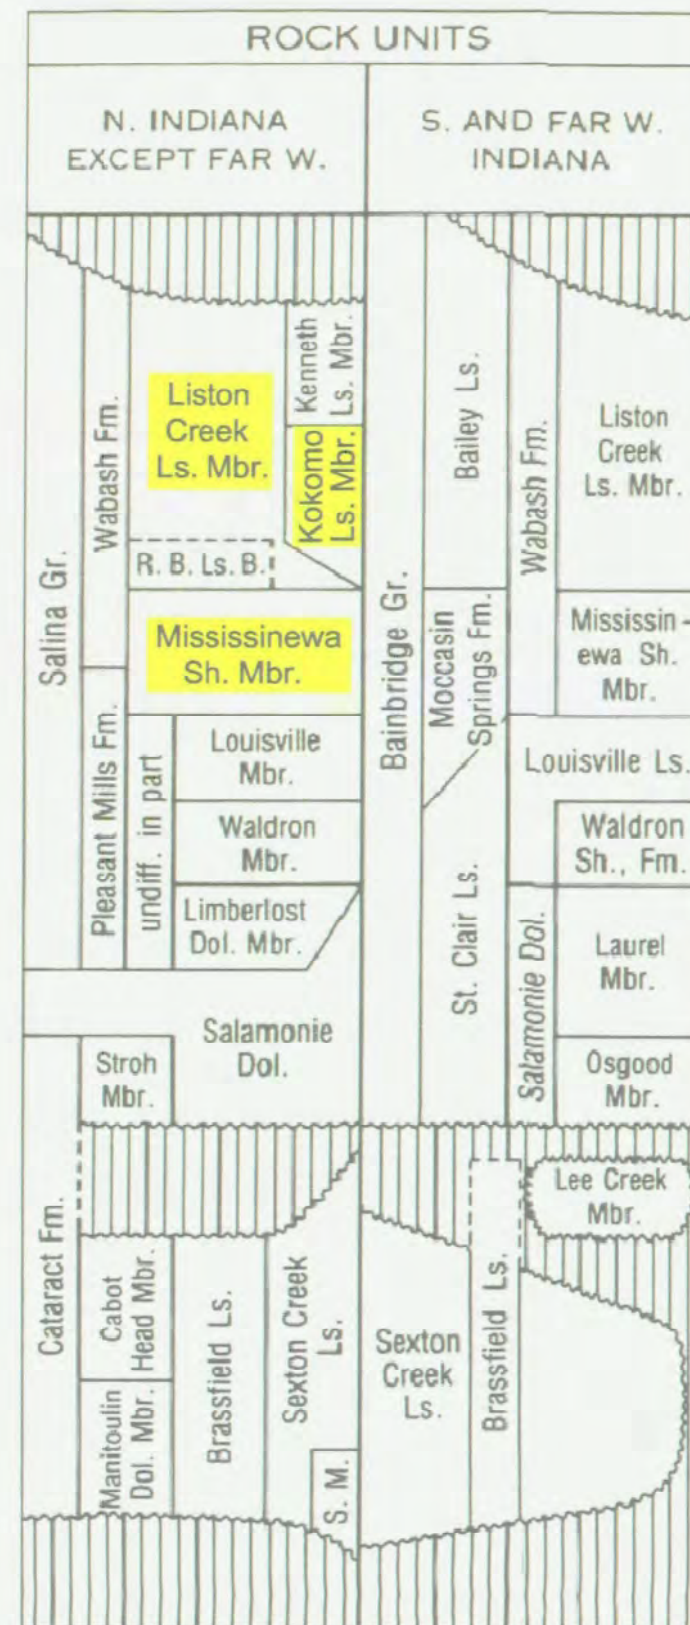 ROCK UNITS
N. INDIANA
EXCEPT FAR W.
S. AND FAR W.
INDIANA
Salina Gr.
Wabash Fm.
Liston
Creek
Ls. Mbr.
Kenneth
Ls. Mbr.
Kokomo
Ls. Mbr.
R. B. Ls. B.
Mississinewa
Sh. Mbr.
Pleasant Mills Fm.
undiff. in part
Louisville
Mbr.
Waldron
Mbr.
Limberlost
Dol. Mbr.
Salamonie
Dol.
Stroh
Mbr.
Cataract Fm.
Cabot
Head Mbr.
Manitoulin
Dol. Mbr.
Brassfield Ls.
Sexton Creek
Ls.
S. M.
Bainbridge Gr.
Bailey Ls.
Moccasin
Springs Fm.
St. Clair Ls.
Wabash Fm.
Liston
Creek
Ls. Mbr.
Mississin-
ewa Sh.
Mbr.
Louisville Ls.
Waldron
Sh., Fm.
Salamonie Dol.
Laurel
Mbr.
Osgood
Mbr.
Lee Creek
Mbr.
Sexton
Creek
Ls.
Brassfield Ls.